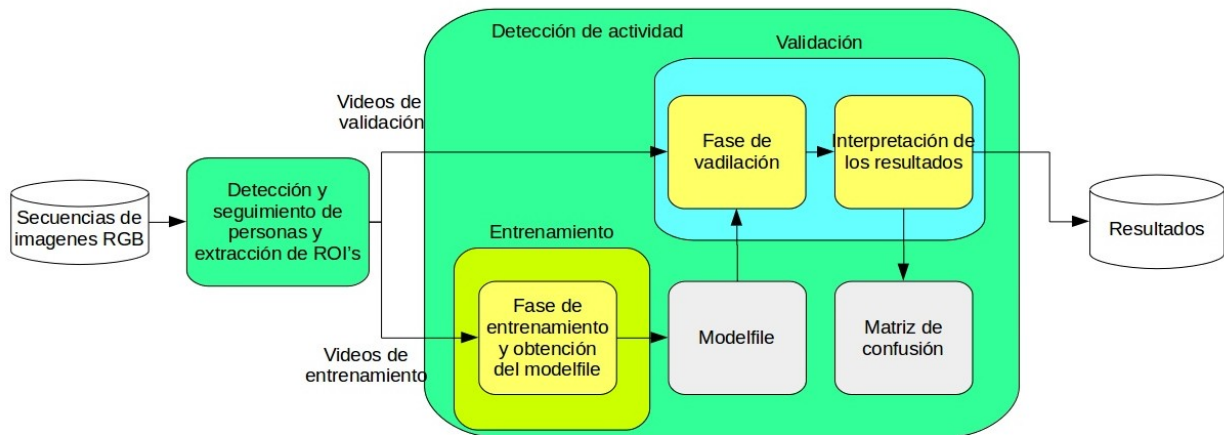 Detección de actividad
Validación
Videos de
validación
Fase de
vadilación
Interpretación de
los resultados
Detección y
seguimiento de
personas y
extracción de ROI's
Secuencias de
imagenes RGB
Resultados
Entrenamiento
Fase de
entrenamiento
y obtención
del modelfile
Modelfile
Matriz de
confusión
Videos de
entrenamiento